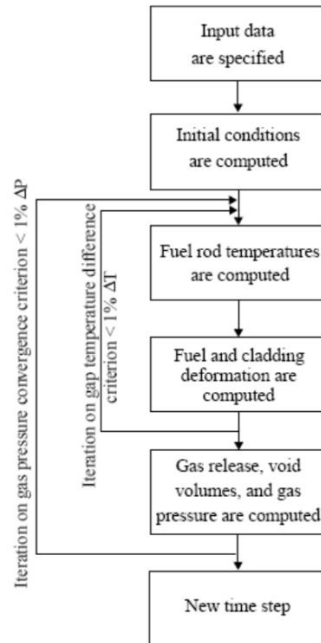 Input data
are specified
Initial conditions
are computed
Iteration on gas pressure convergence criterion < 1% ΔP
Iteration on gap temperature difference
criterion < 1% ΔT
Fuel rod temperatures
are computed
Fuel and cladding
deformation are
computed
Gas release, void
volumes, and gas
pressure are computed
New time step